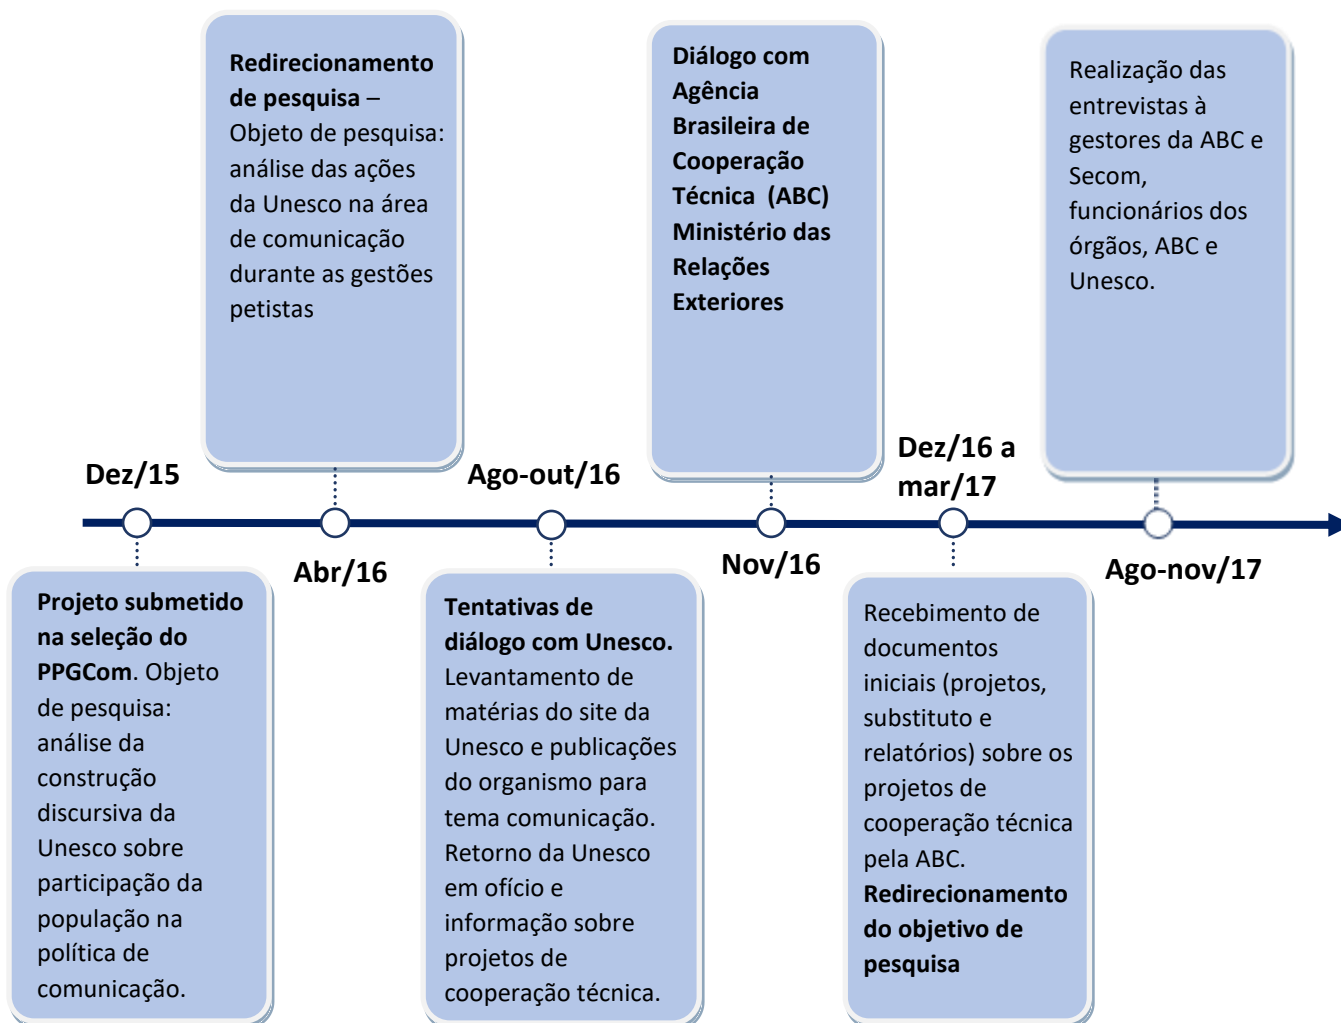 Redirecionamento
de pesquisa –
Objeto de pesquisa:
análise das ações
da Unesco na área
de comunicação
durante as gestões
petistas
Diálogo com
Agência
Brasileira de
Cooperação
Técnica (ABC)
Ministério das
Relações
Exteriores
Realização das
entrevistas à
gestores da ABC e
Secom,
funcionários dos
órgãos, ABC e
Unesco.
Dez/15
Ago-out/16
Dez/16 a
mar/17
Abr/16
Nov/16
Ago-nov/17
Projeto submetido
na seleção do
PPGCom. Objeto
de pesquisa:
análise da
construção
discursiva da
Unesco sobre
participação da
população na
política de
comunicação.
Tentativas de
diálogo com Unesco.
Levantamento de
matérias do site da
Unesco e publicações
do organismo para
tema comunicação.
Retorno da Unesco
em ofício e
informação sobre
projetos de
cooperação técnica.
Recebimento de
documentos
iniciais (projetos,
substituto e
relatórios) sobre os
projetos de
cooperação técnica
pela ABC.
Redirecionamento
do objetivo de
pesquisa